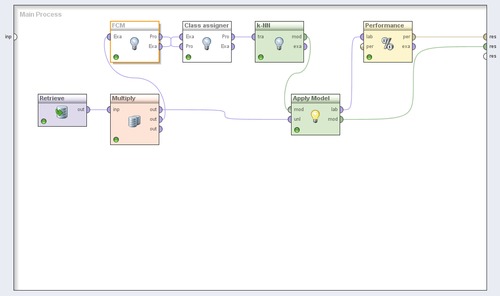 Main Process
FCM
Class assigner
k-NN
Performance
inp
Exa
Pro
Exa
Exa
Pro
Pro
Exa
tra
mod
exa
lab
per
per
exa
res
res
res
Retrieve
Multiply
Apply Model
out
inp
out
out
out
mod
lab
unl
mod